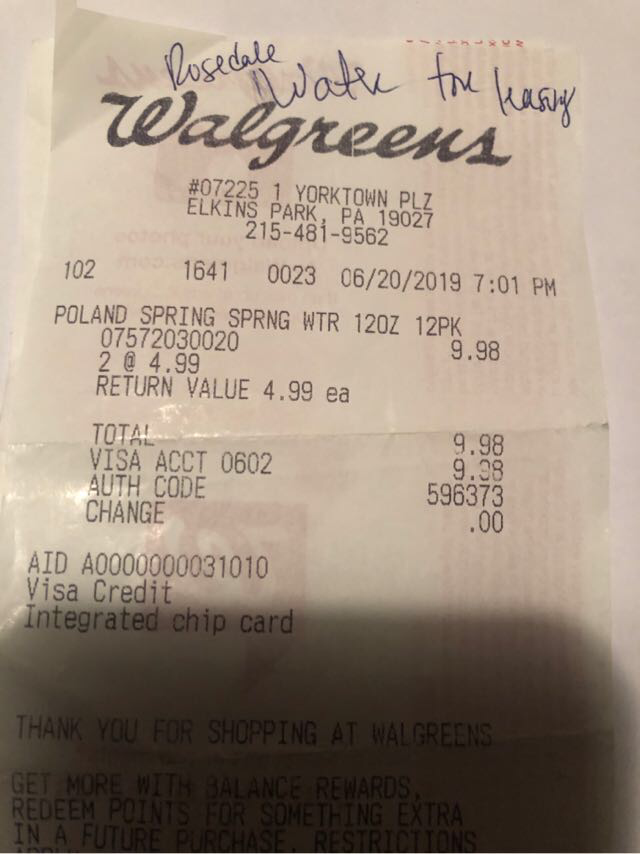 Rosedale
Water for
Walgreens
#07225 1 YORKTOWN PLZ
ELKINS PARK, PA 19027
215-481-9562
102 1641 0023 06/20/2019 7:01 PM
POLAND SPRING SPRNG WTR 12OZ 12PK
07572030020 9.98
2 @ 4.99
RETURN VALUE 4.99 ea
TOTAL 9.98
VISA ACCT 0602 9.98
AUTH CODE 596373
CHANGE .00
AID A0000000031010
Visa Credit
Integrated chip card
THANK YOU FOR SHOPPING AT WALGREENS
GET MORE WITH BALANCE REWARDS,
REDEEM POINTS FOR SOMETHING EXTRA
IN A FUTURE PURCHASE. RESTRICTIONS